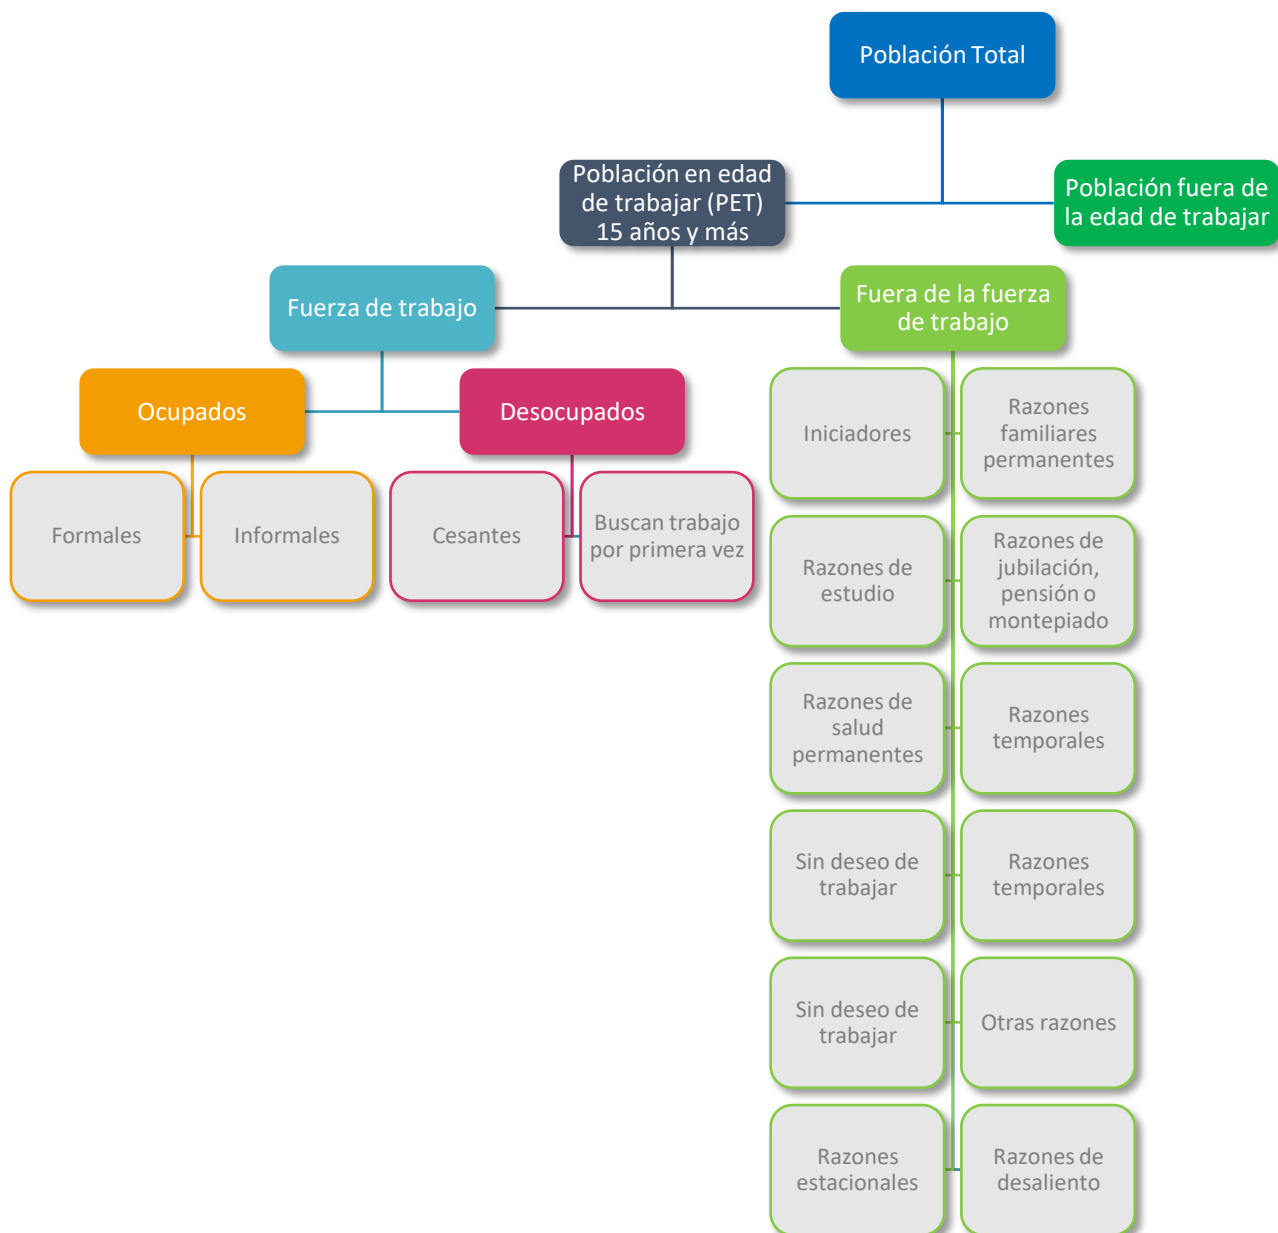 Población Total
Población en edad
de trabajar (PET)
15 años y más
Población fuera de
la edad de trabajar
Fuerza de trabajo
Fuera de la fuerza
de trabajo
Ocupados
Desocupados
Formales
Informales
Cesantes
Buscan trabajo
por primera vez
Iniciadores
Razones
familiares
permanentes
Razones de
estudio
Razones de
jubilación,
pensión o
montepiado
Razones de
salud
permanentes
Razones
temporales
Sin deseo de
trabajar
Razones
temporales
Sin deseo de
trabajar
Otras razones
Razones
estacionales
Razones de
desaliento